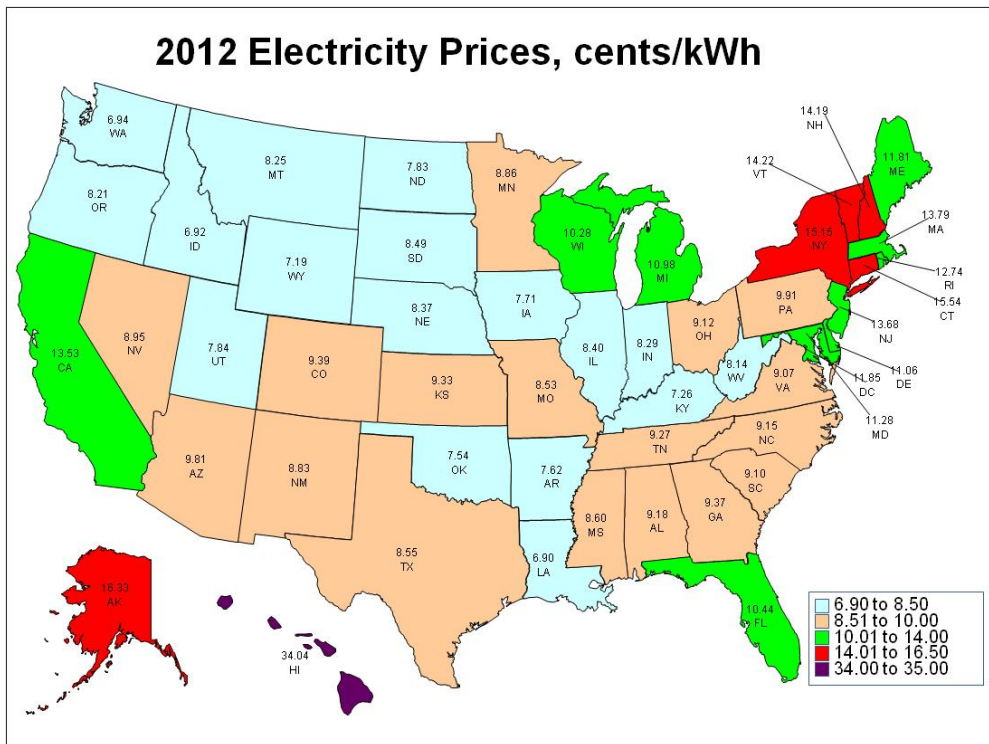 2012 Electricity Prices, cents/kWh
6.94
WA
8.21
OR
6.92
ID
8.25
MT
7.83
ND
8.86
MN
8.49
SD
7.19
WY
8.37
NE
7.71
IA
10.28
WI
10.98
MI
14.19
NH
14.22
VT
11.81
ME
13.79
MA
15.15
NY
12.74
RI
15.54
CT
9.91
PA
13.68
NJ
11.06
DE
11.85
DC
11.28
MD
13.53
CA
8.95
NV
7.84
UT
9.39
CO
9.33
KS
8.53
MO
8.40
IL
8.29
IN
9.12
OH
8.14
WV
7.26
KY
9.07
VA
9.81
AZ
8.83
NM
7.54
OK
7.62
AR
9.27
TN
9.15
NC
9.10
SC
8.55
TX
6.90
LA
8.60
MS
9.18
AL
9.37
GA
10.44
FL
16.33
AK
34.04
HI
6.90 to 8.50
8.51 to 10.00
10.01 to 14.00
14.01 to 16.50
34.00 to 35.00